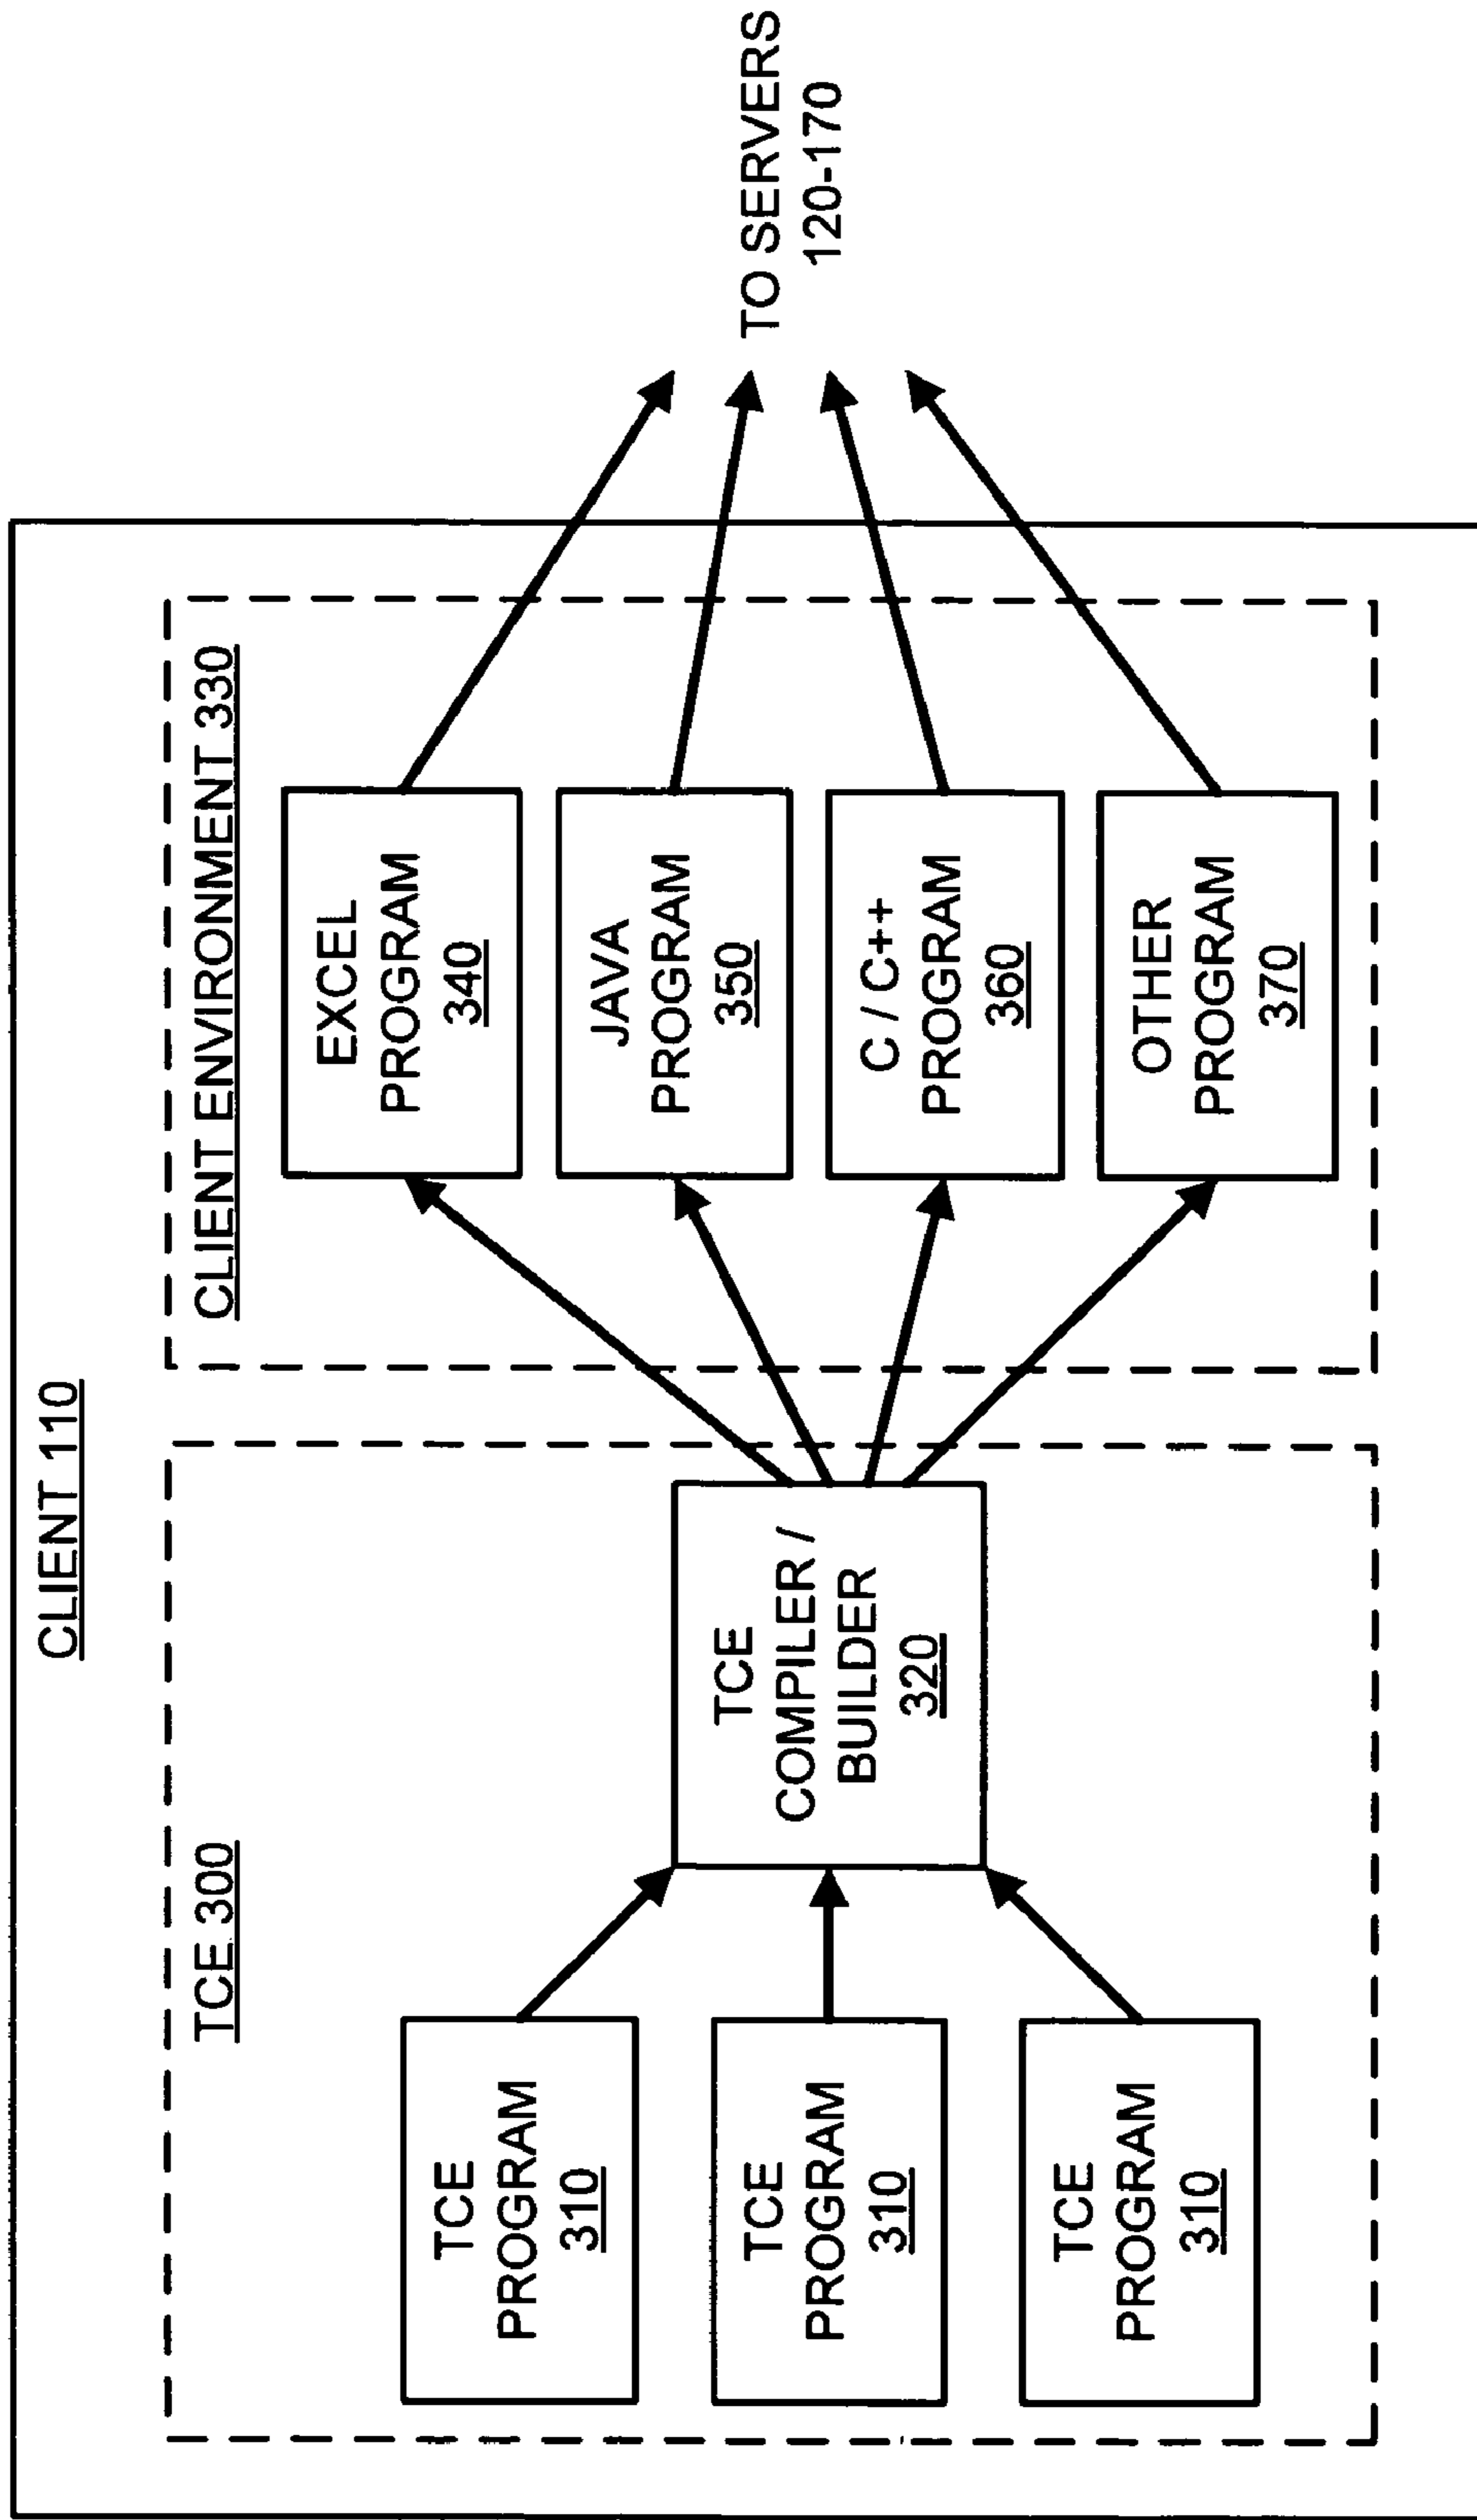 CLIENT 110
TCE 300
TCE
PROGRAM
310
TCE
PROGRAM
310
TCE
PROGRAM
310
TCE
COMPILER /
BUILDER
320
CLIENT ENVIRONMENT 330
EXCEL
PROGRAM
340
JAVA
PROGRAM
350
C / C++
PROGRAM
360
OTHER
PROGRAM
370
TO SERVERS
120-170